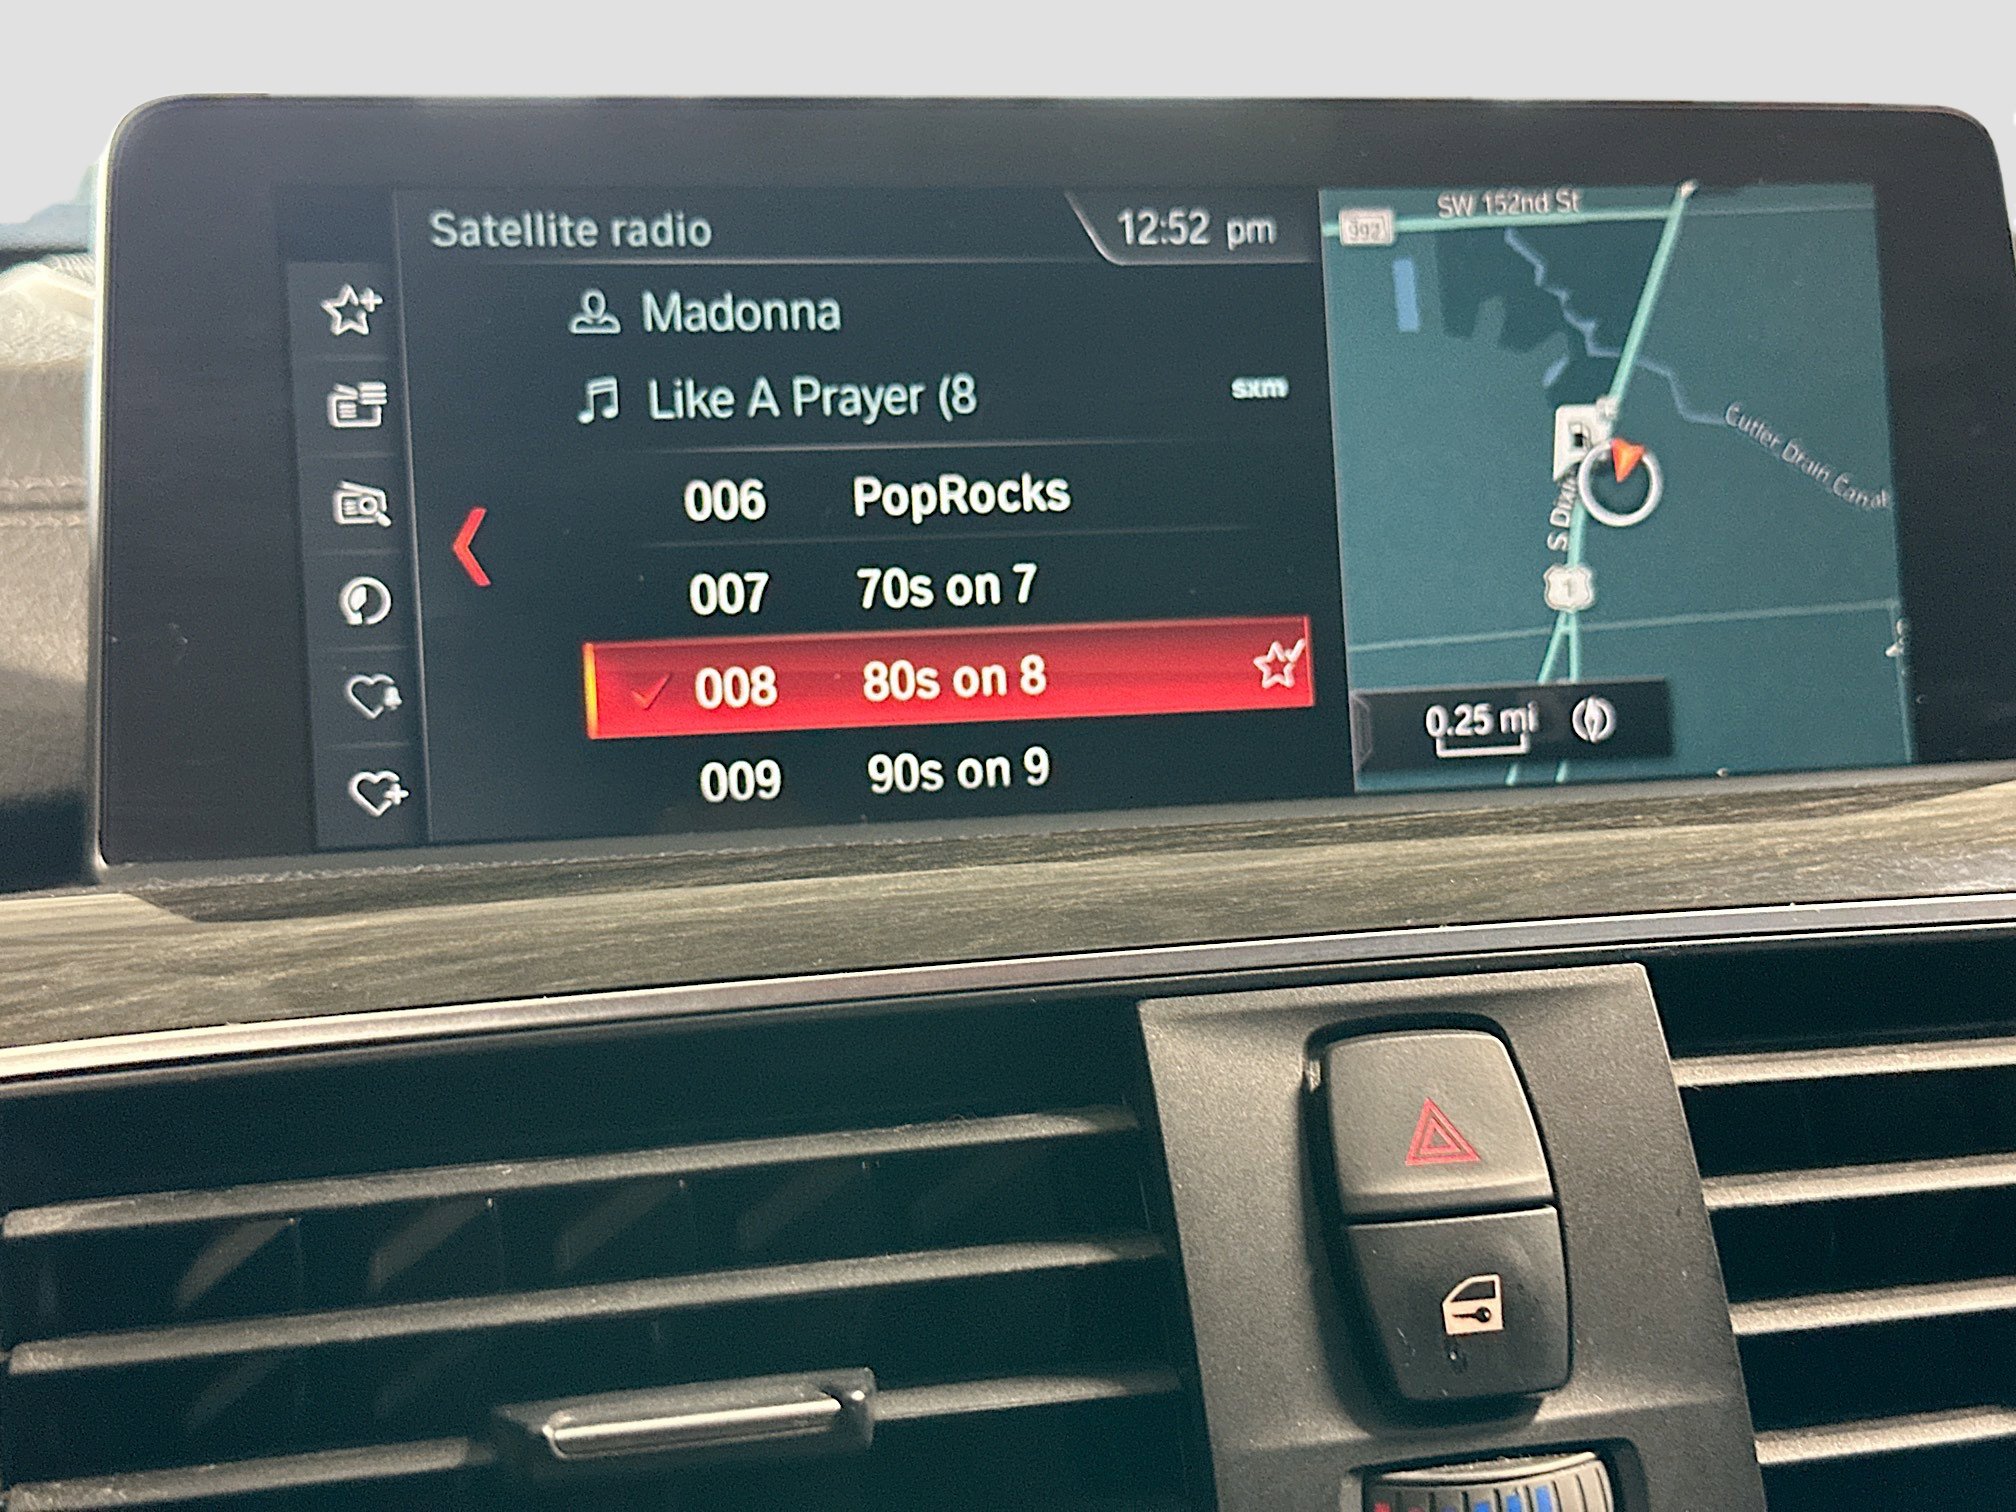 Satellite radio
12:52 pm
Madonna
Like A Prayer (8
sxm
006 PopRocks
007 70s on 7
008 80s on 8
009 90s on 9
SW 152nd St
992
Cutler Drain Canal
S Dixi
1
0.25 mi